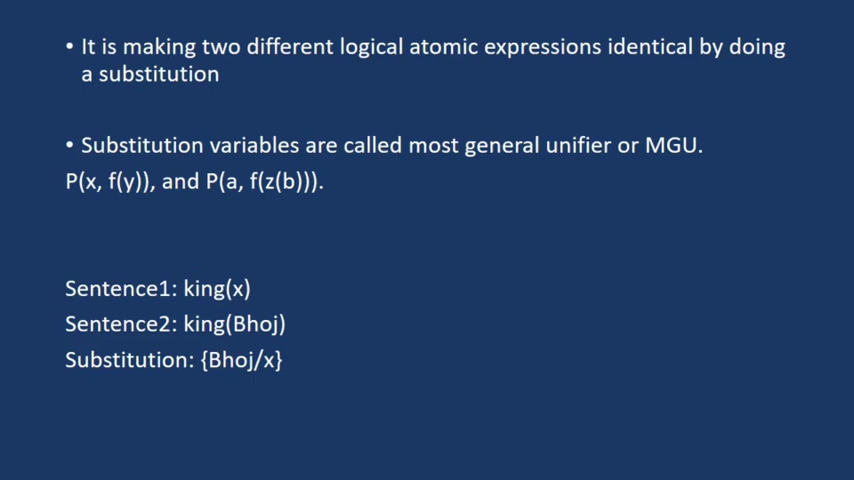 • It is making two different logical atomic expressions identical by doing
a substitution
• Substitution variables are called most general unifier or MGU.
P(x, f(y)), and P(a, f(z(b))).
Sentence1: king(x)
Sentence2: king(Bhoj)
Substitution: {Bhoj/x}